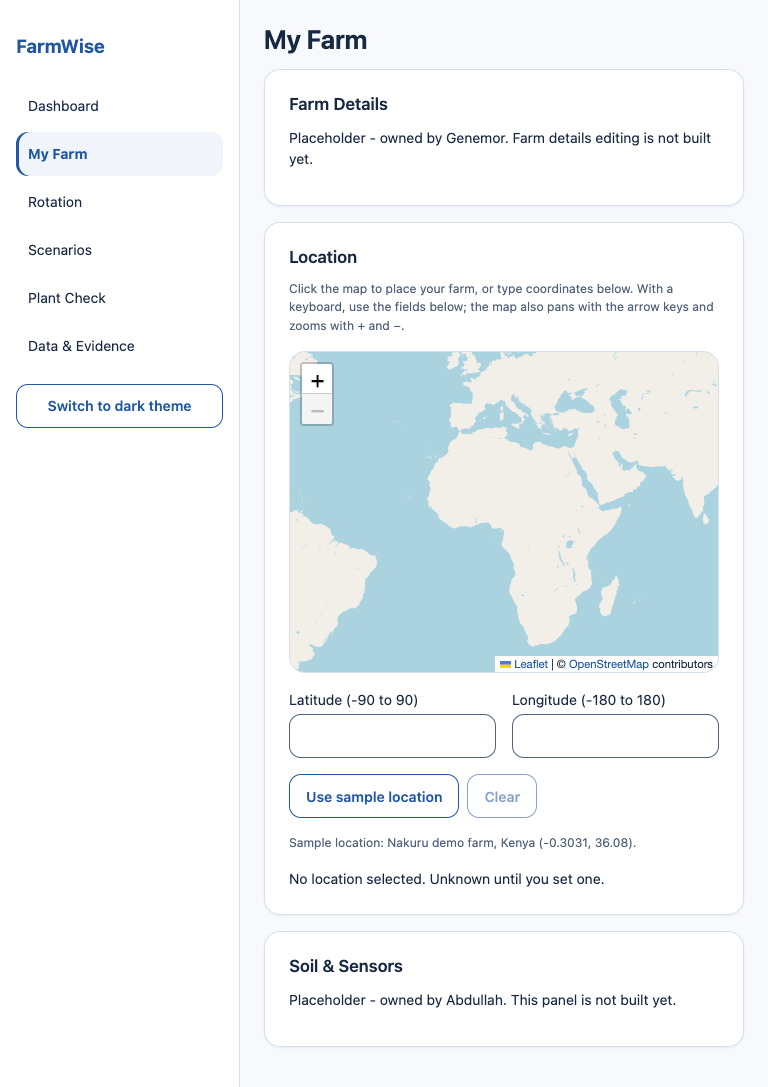 FarmWise
Dashboard
My Farm
Rotation
Scenarios
Plant Check
Data & Evidence
Switch to dark theme
My Farm
Farm Details
Placeholder - owned by Genemor. Farm details editing is not built
yet.
Location
Click the map to place your farm, or type coordinates below. With a
keyboard, use the fields below; the map also pans with the arrow keys and
zooms with + and −.
+
−
Leaflet | © OpenStreetMap contributors
Latitude (-90 to 90)
Longitude (-180 to 180)
Use sample location
Clear
Sample location: Nakuru demo farm, Kenya (-0.3031, 36.08).
No location selected. Unknown until you set one.
Soil & Sensors
Placeholder - owned by Abdullah. This panel is not built yet.